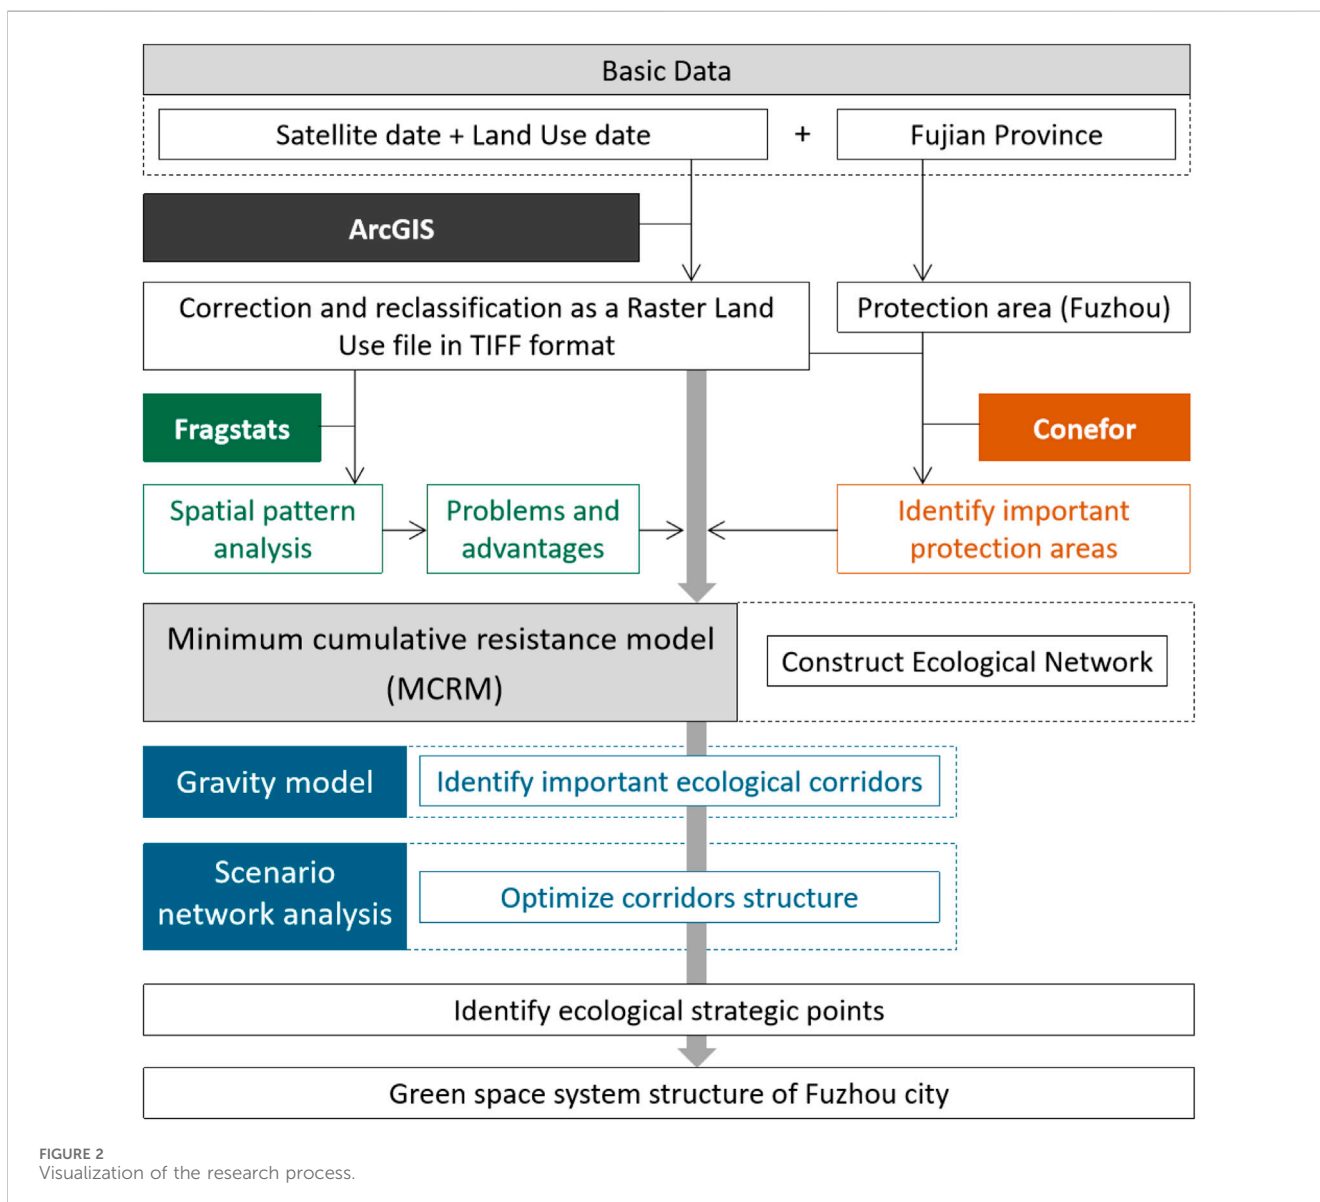 Basic Data
Satellite date + Land Use date
+
Fujian Province
ArcGIS
Correction and reclassification as a Raster Land
Use file in TIFF format
Protection area (Fuzhou)
Fragstats
Conefor
Spatial pattern
analysis
Problems and
advantages
Identify important
protection areas
Minimum cumulative resistance model
(MCRM)
Construct Ecological Network
Gravity model
Identify important ecological corridors
Scenario
network analysis
Optimize corridors structure
Identify ecological strategic points
Green space system structure of Fuzhou city
FIGURE 2
Visualization of the research process.